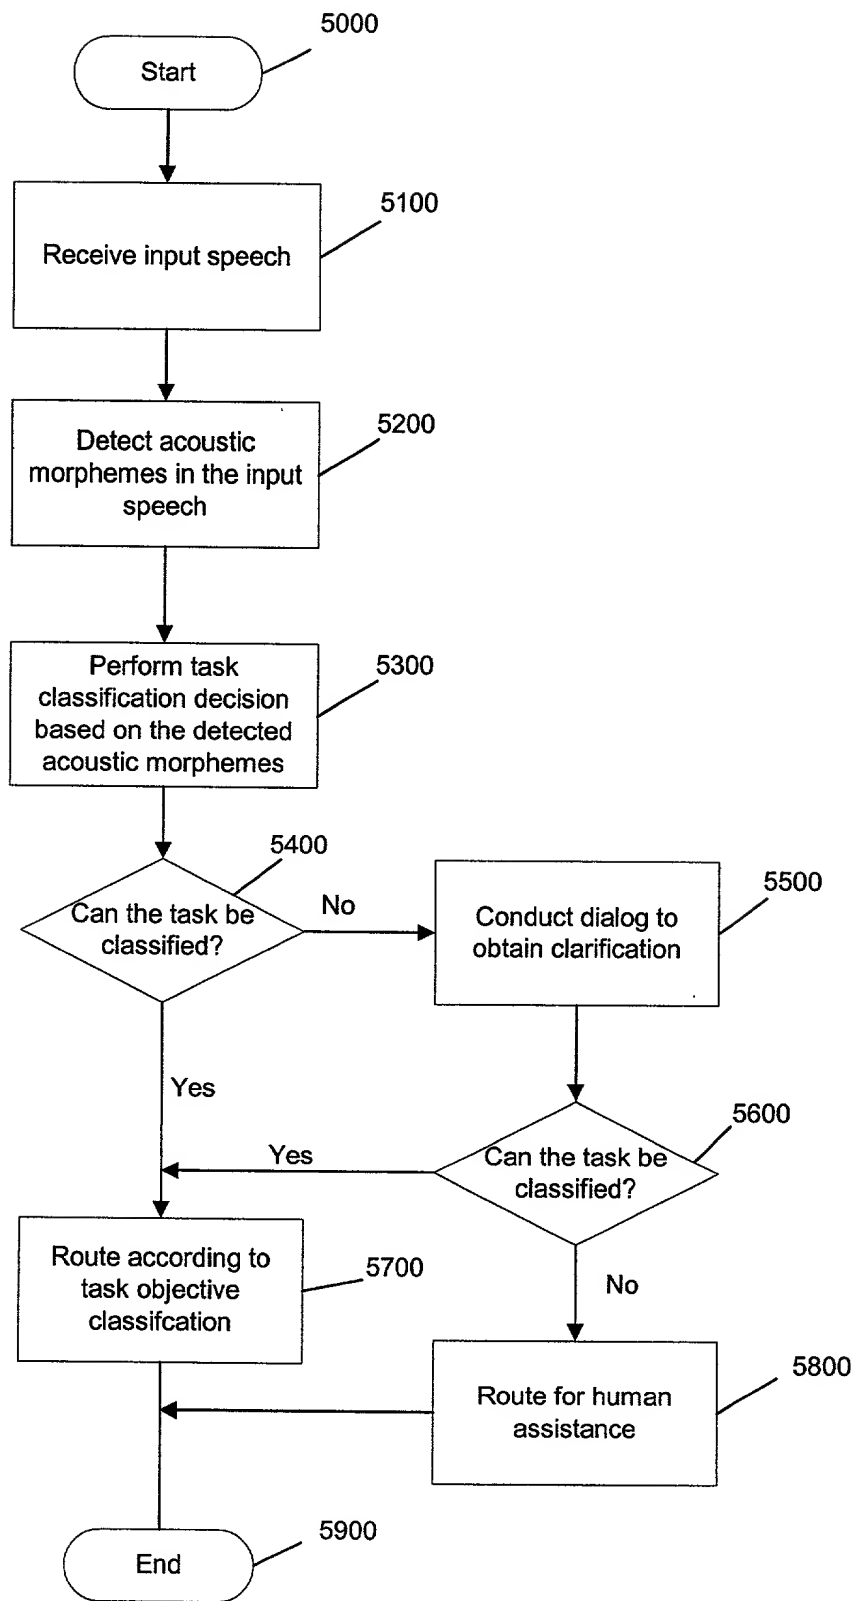 5000
Start
5100
Receive input speech
5200
Detect acoustic
morphemes in the input
speech
5300
Perform task
classification decision
based on the detected
acoustic morphemes
5400
Can the task be
classified?
No
5500
Conduct dialog to
obtain clarification
Yes
5600
Can the task be
classified?
Yes
5700
Route according to
task objective
classifcation
No
5800
Route for human
assistance
5900
End